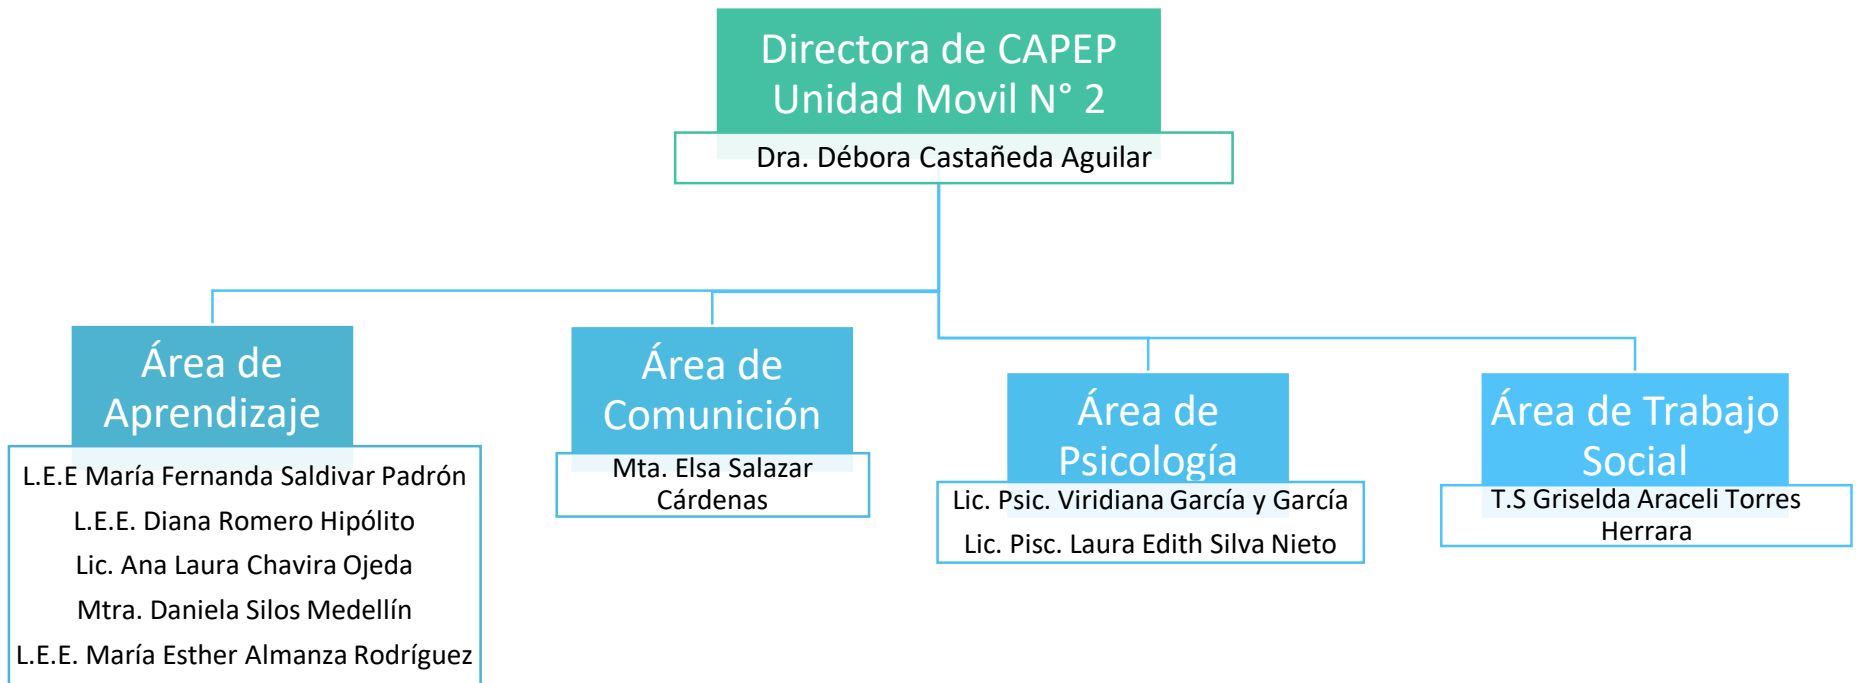 Directora de CAPEP
Unidad Movil N° 2
Dra. Débora Castañeda Aguilar
Área de
Aprendizaje
L.E.E María Fernanda Saldivar Padrón
L.E.E. Diana Romero Hipólito
Lic. Ana Laura Chavira Ojeda
Mtra. Daniela Silos Medellín
L.E.E. María Esther Almanza Rodríguez
Área de
Comunición
Mta. Elsa Salazar
Cárdenas
Área de
Psicología
Lic. Psic. Viridiana García y García
Lic. Pisc. Laura Edith Silva Nieto
Área de Trabajo
Social
T.S Griselda Araceli Torres
Herrara